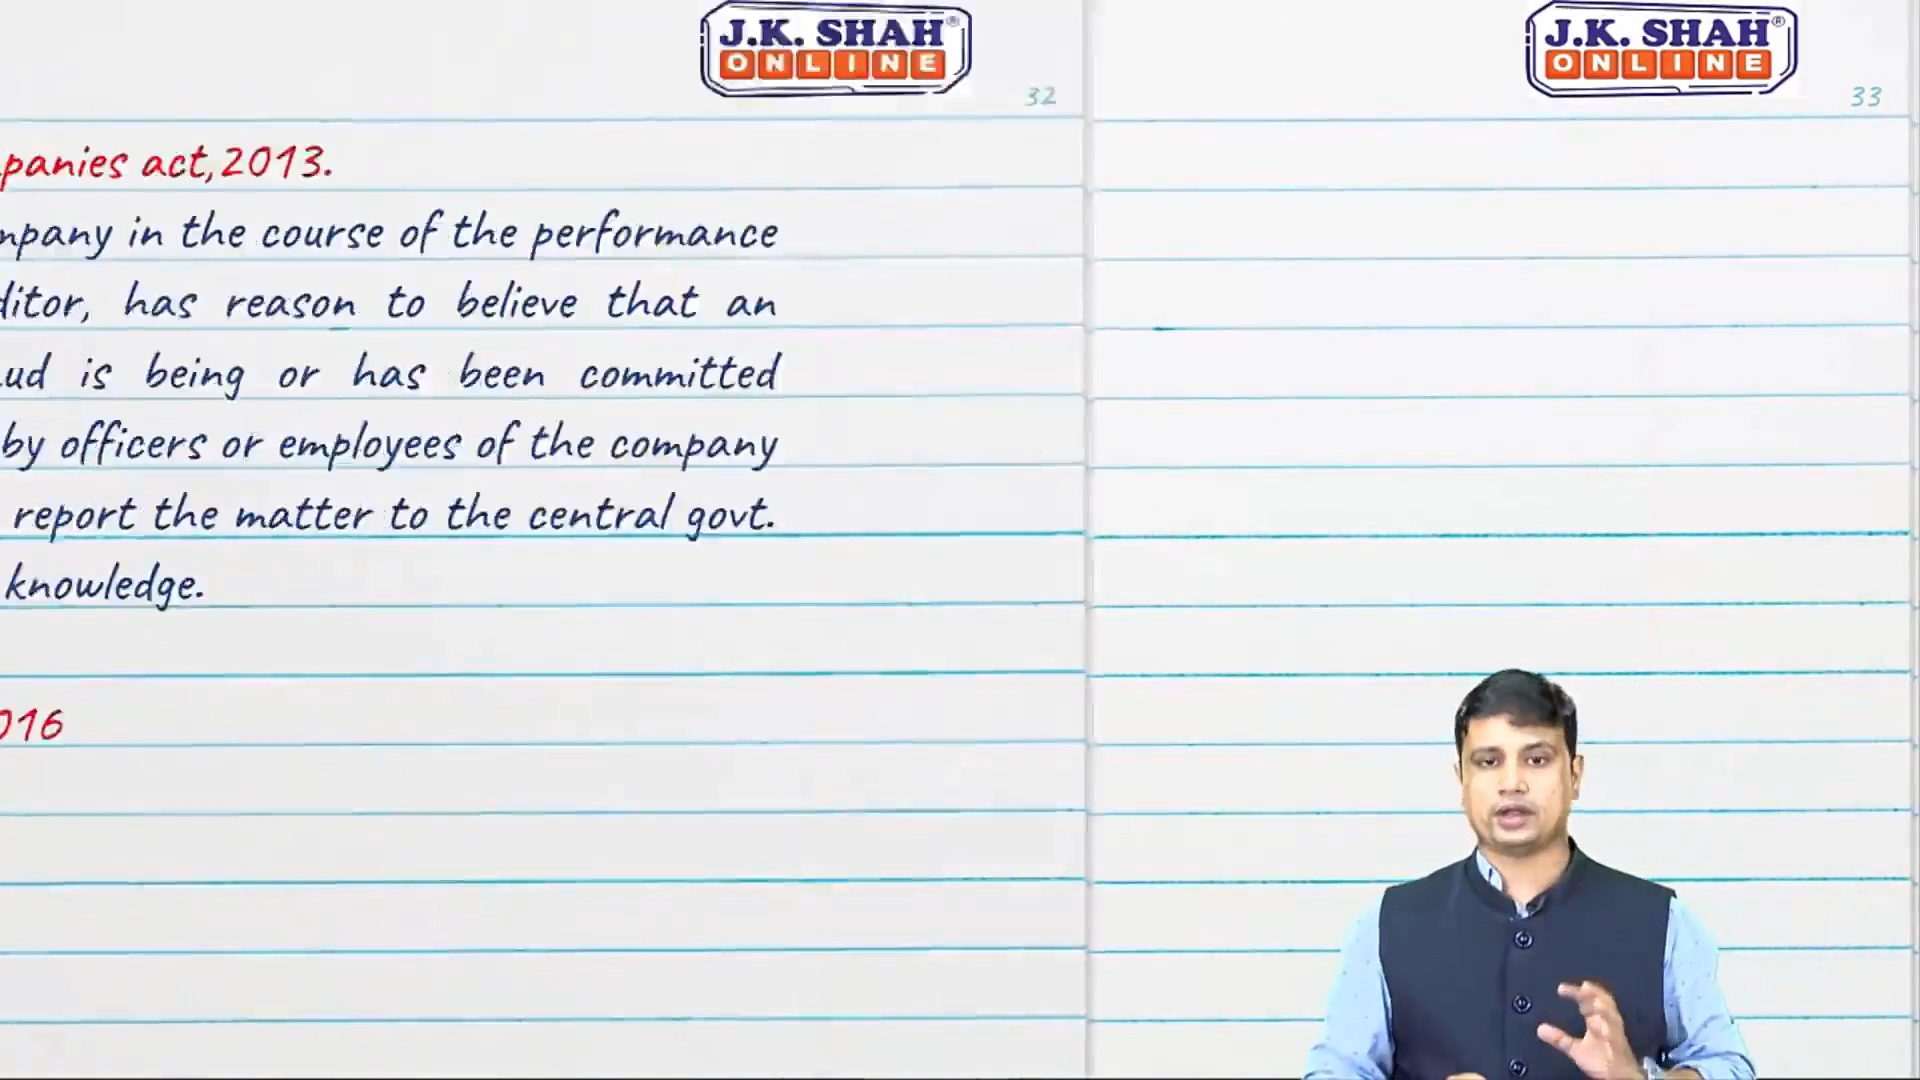 J.K. SHAH®
ONLINE
32
panies act,2013.
mpany in the course of the performance
ditor, has reason to believe that an
ud is being or has been committed
by officers or employees of the company
report the matter to the central govt.
knowledge.
016
J.K. SHAH®
ONLINE
33